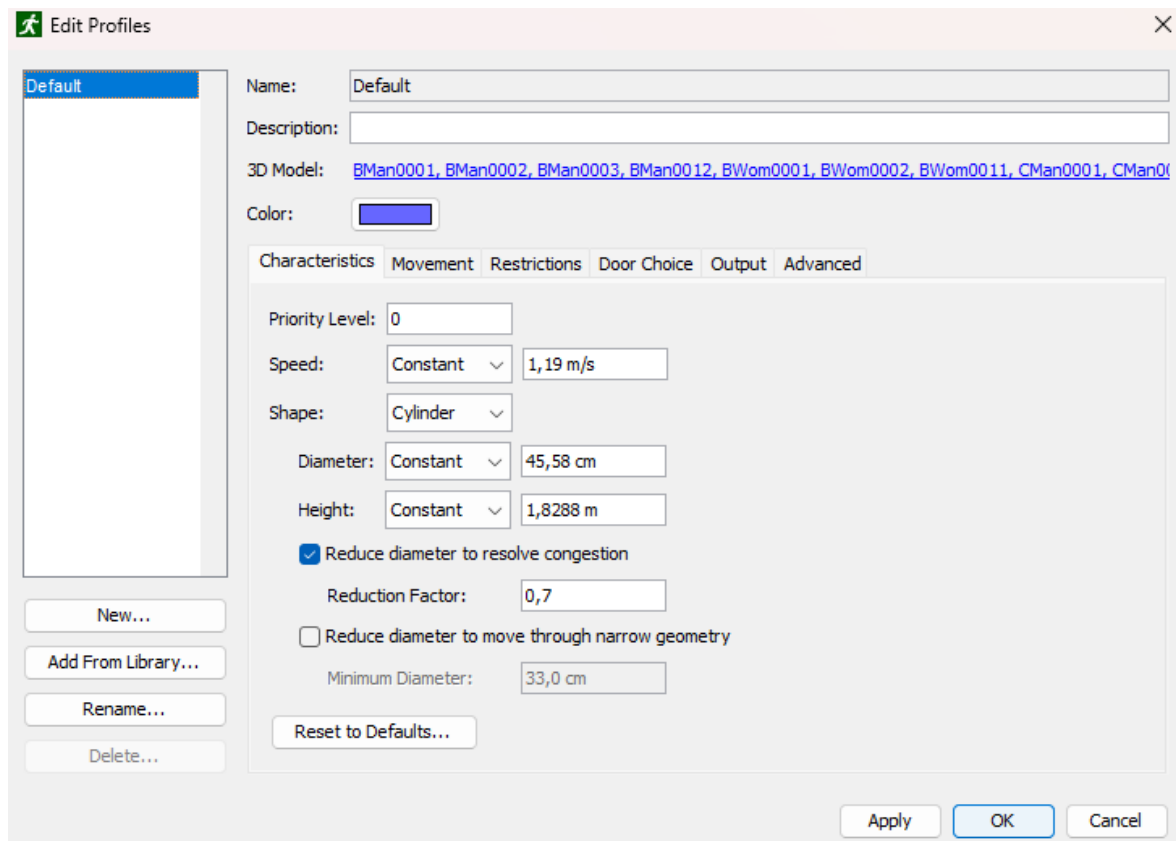 Edit Profiles
Default
Name: Default
Description:
3D Model: BMan0001, BMan0002, BMan0003, BMan0012, BWom0001, BWom0002, BWom0011, CMan0001, CMan00
Color:
Characteristics Movement Restrictions Door Choice Output Advanced
Priority Level: 0
Speed: Constant 1,19 m/s
Shape: Cylinder
Diameter: Constant 45,58 cm
Height: Constant 1,8288 m
Reduce diameter to resolve congestion
Reduction Factor: 0,7
Reduce diameter to move through narrow geometry
Minimum Diameter: 33,0 cm
Reset to Defaults...
New...
Add From Library...
Rename...
Delete...
Apply OK Cancel